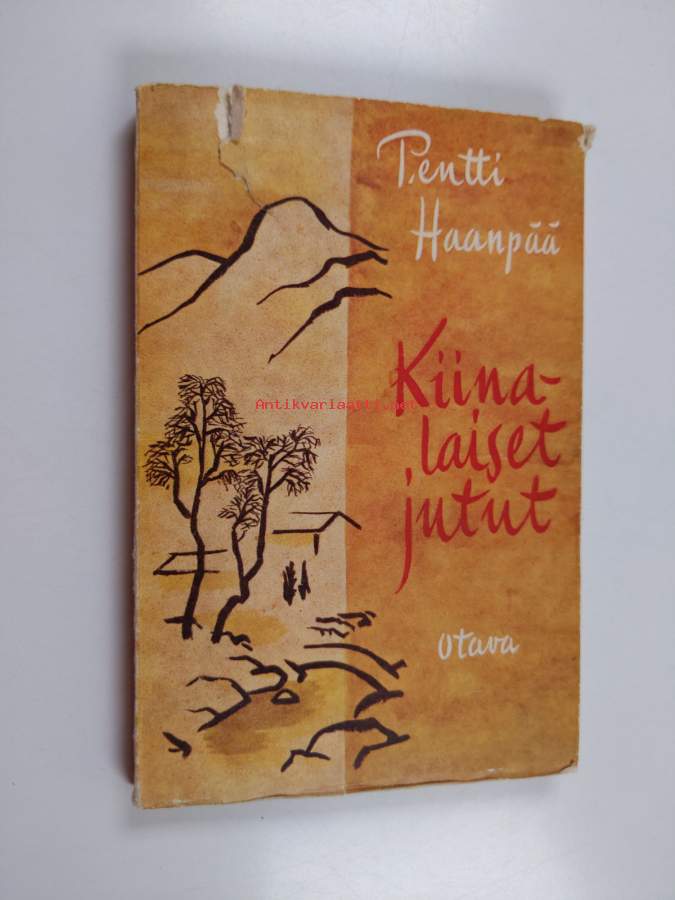 Pentti
Haanpää
Kiina-
laiset
jutut
Antikvariaatti.net
otava